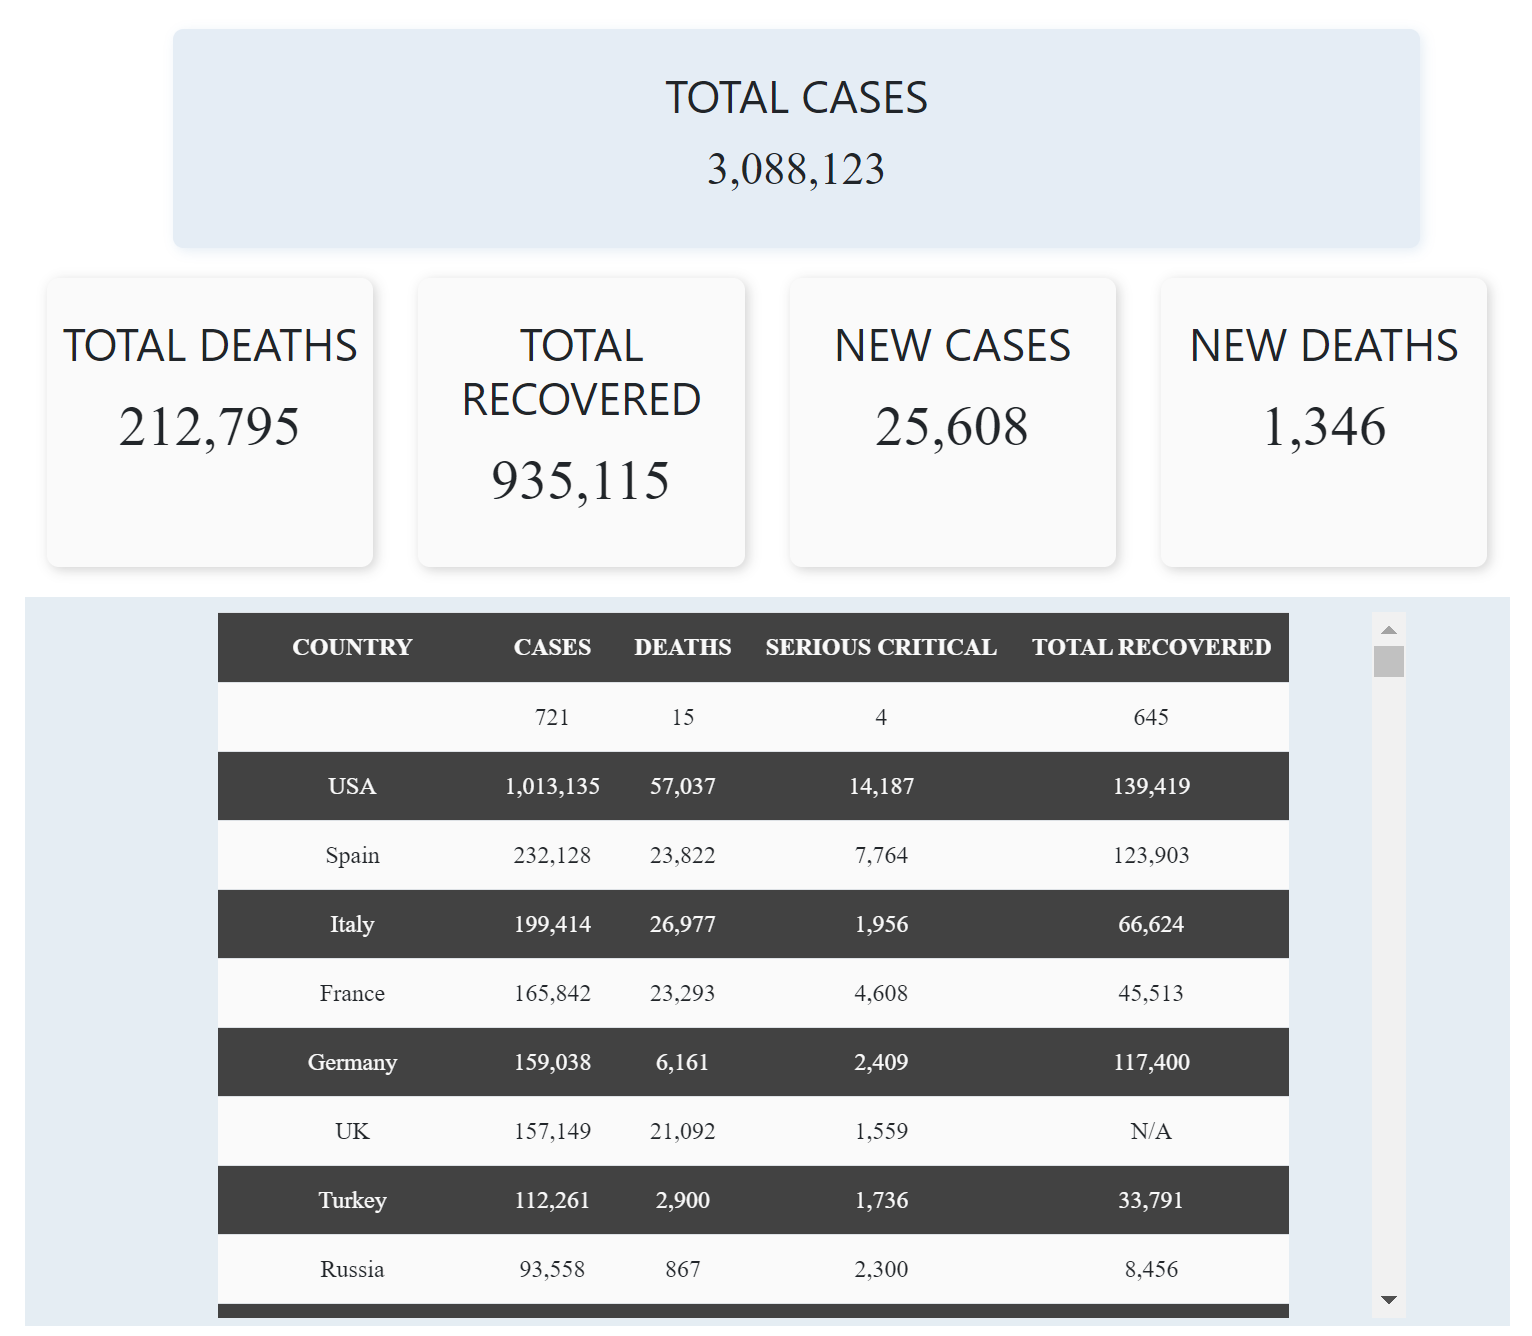 TOTAL CASES
3,088,123
TOTAL DEATHS
212,795
TOTAL
RECOVERED
935,115
NEW CASES
25,608
NEW DEATHS
1,346
COUNTRY CASES DEATHS SERIOUS CRITICAL TOTAL RECOVERED
721 15 4 645
USA 1,013,135 57,037 14,187 139,419
Spain 232,128 23,822 7,764 123,903
Italy 199,414 26,977 1,956 66,624
France 165,842 23,293 4,608 45,513
Germany 159,038 6,161 2,409 117,400
UK 157,149 21,092 1,559 N/A
Turkey 112,261 2,900 1,736 33,791
Russia 93,558 867 2,300 8,456